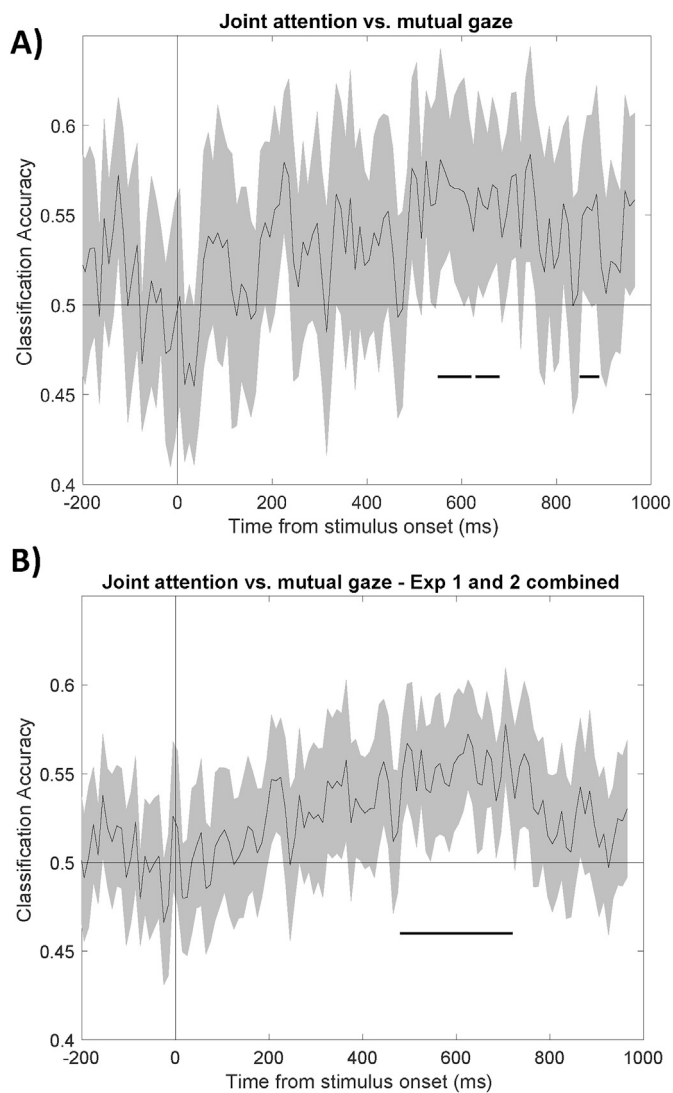 A)
Joint attention vs. mutual gaze
0.6
0.55
0.5
0.45
0.4
Classification Accuracy
-200 0 200 400 600 800 1000
Time from stimulus onset (ms)
B)
Joint attention vs. mutual gaze - Exp 1 and 2 combined
0.6
0.55
0.5
0.45
0.4
Classification Accuracy
-200 0 200 400 600 800 1000
Time from stimulus onset (ms)